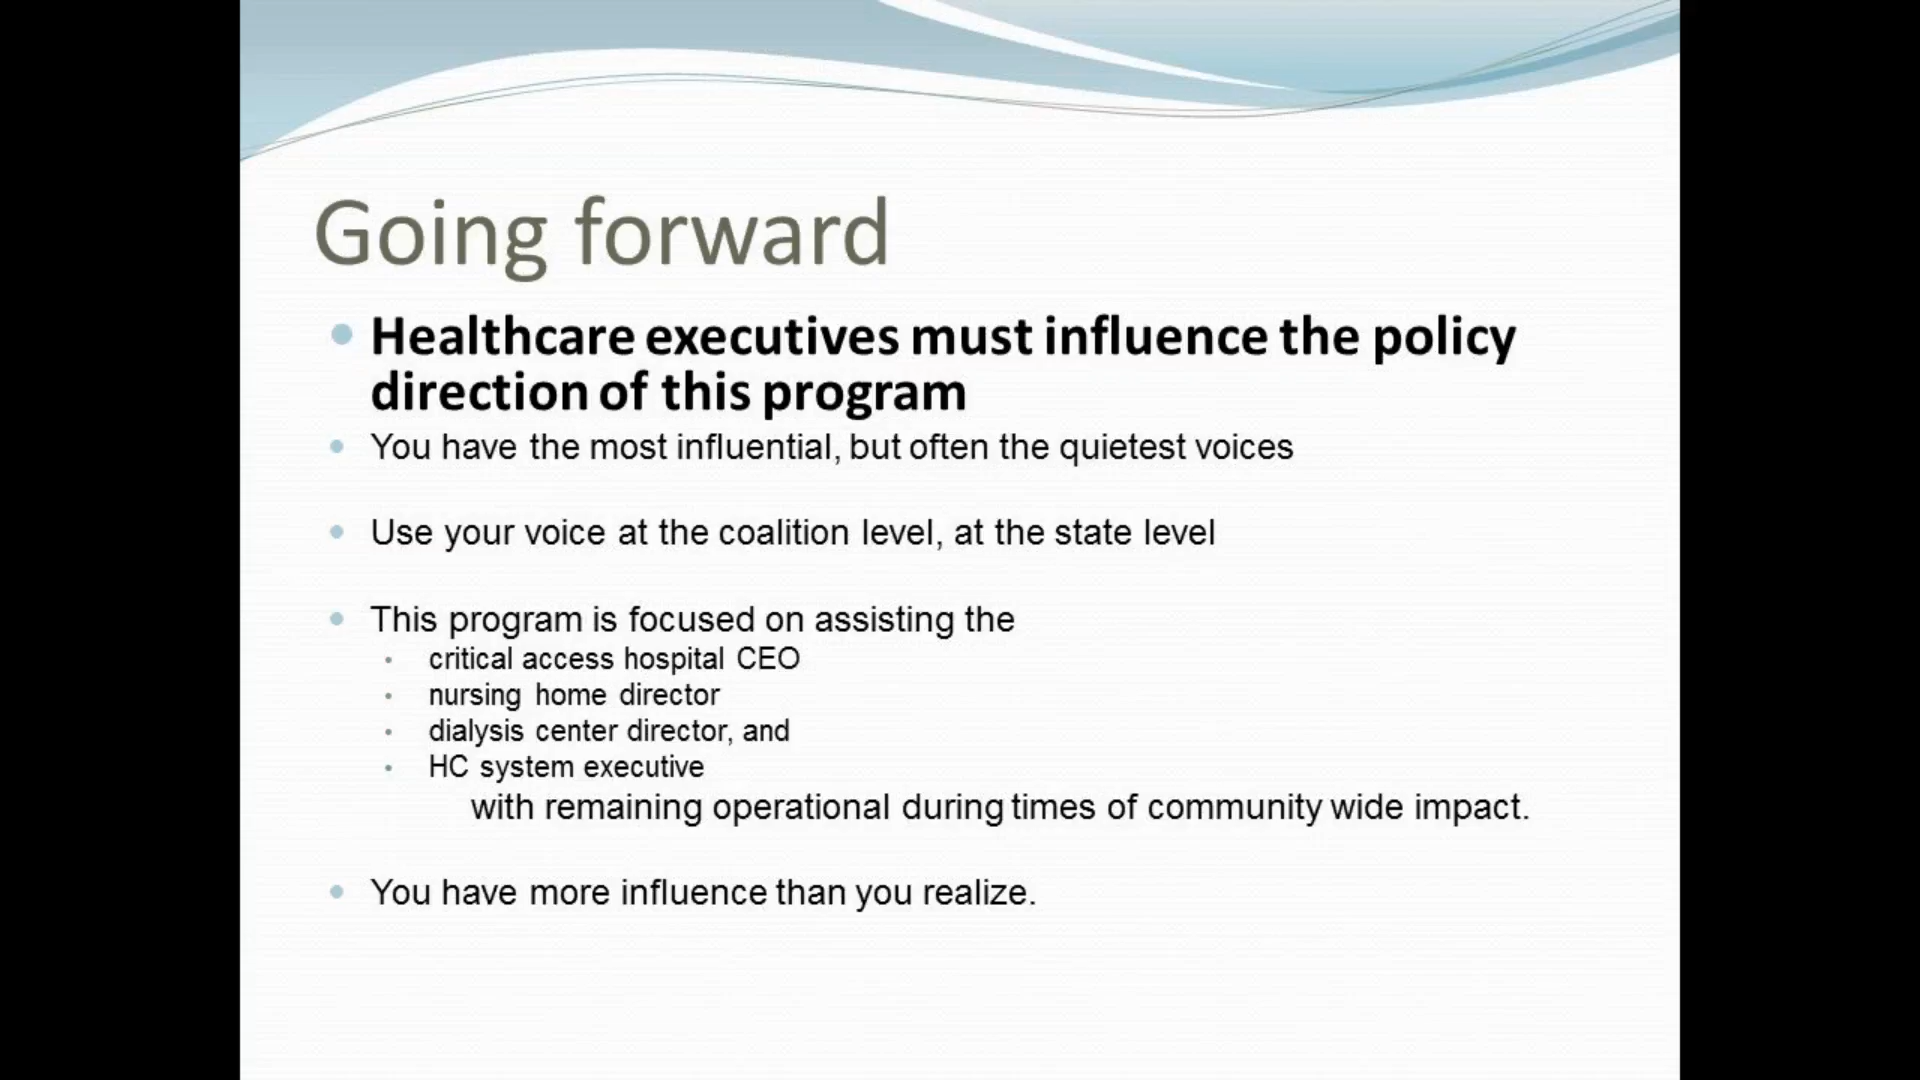 Going forward
Healthcare executives must influence the policy
direction of this program
You have the most influential, but often the quietest voices
Use your voice at the coalition level, at the state level
This program is focused on assisting the
critical access hospital CEO
nursing home director
dialysis center director, and
HC system executive
with remaining operational during times of community wide impact.
You have more influence than you realize.